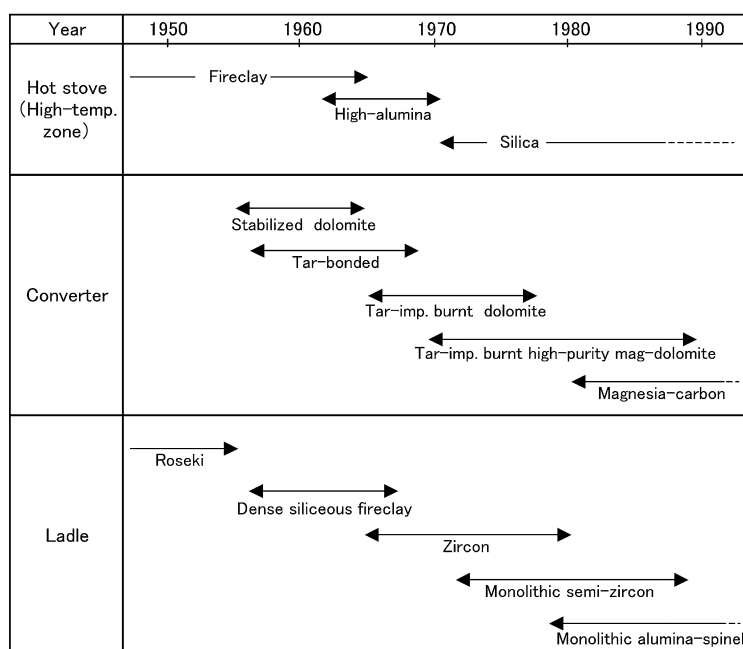 Year 1950 1960 1970 1980 1990
Hot stove
(High-temp.
zone)
Fireclay
High-alumina
Silica
Converter
Stabilized dolomite
Tar-bonded
Tar-imp. burnt dolomite
Tar-imp. burnt high-purity mag-dolomite
Magnesia-carbon
Ladle
Roseki
Dense siliceous fireclay
Zircon
Monolithic semi-zircon
Monolithic alumina-spinel